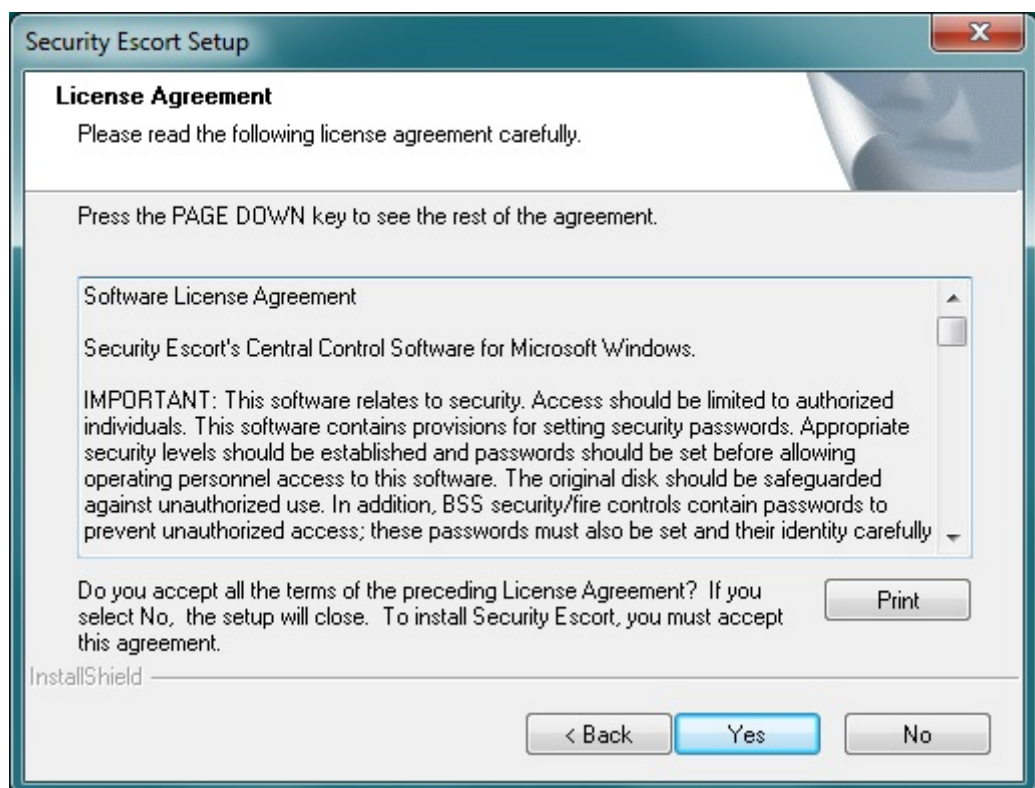 Security Escort Setup
License Agreement
Please read the following license agreement carefully.
Press the PAGE DOWN key to see the rest of the agreement.
Software License Agreement
Security Escort's Central Control Software for Microsoft Windows.
IMPORTANT: This software relates to security. Access should be limited to authorized
individuals. This software contains provisions for setting security passwords. Appropriate
security levels should be established and passwords should be set before allowing
operating personnel access to this software. The original disk should be safeguarded
against unauthorized use. In addition, BSS security/fire controls contain passwords to
prevent unauthorized access; these passwords must also be set and their identity carefully
Do you accept all the terms of the preceding License Agreement?  If you
select No,  the setup will close.  To install Security Escort, you must accept
this agreement.
Print
InstallShield
< Back
Yes
No